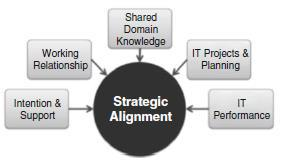 Shared
Domain
Knowledge
Working
Relationship
IT Projects &
Planning
Intention &
Support
Strategic
Alignment
IT
Performance